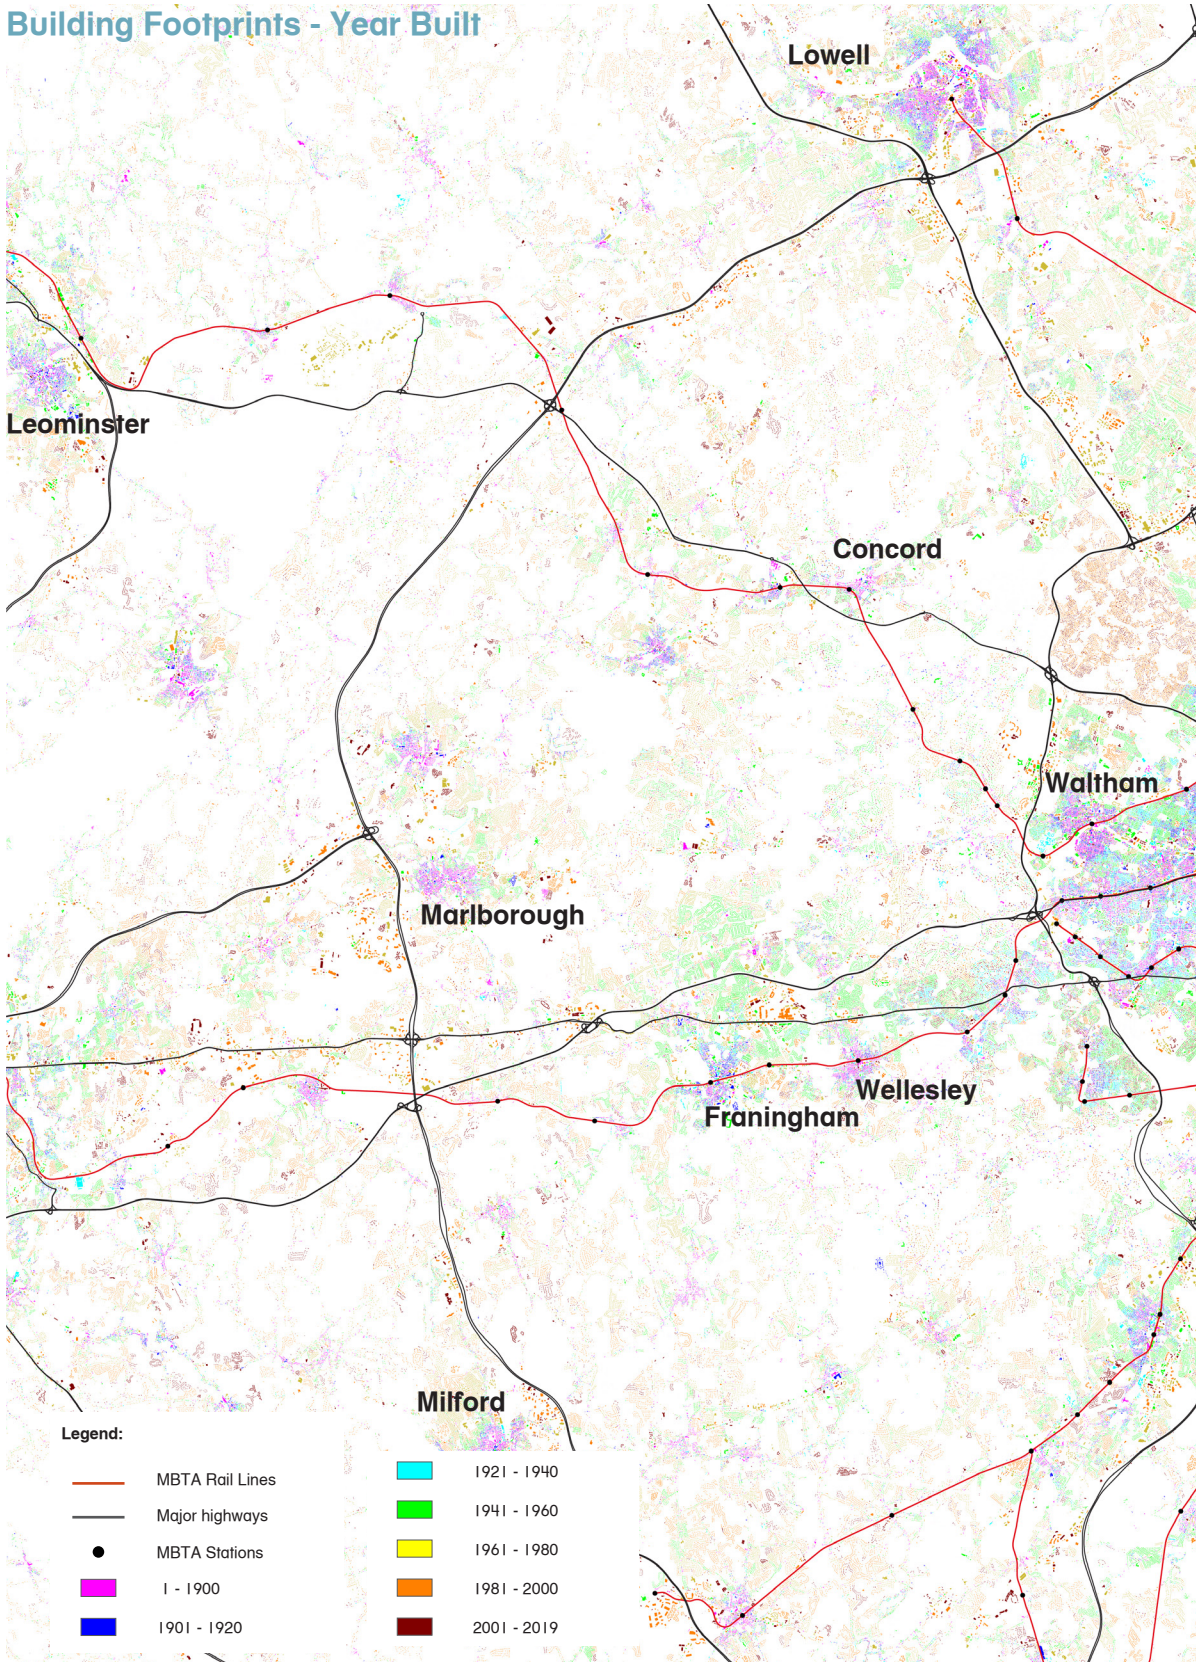 Building Footprints - Year Built
Lowell
Leominster
Concord
Waltham
Marlborough
Wellesley
Franingham
Milford
Legend:
MBTA Rail Lines
Major highways
MBTA Stations
1 - 1900
1901 - 1920
1921 - 1940
1941 - 1960
1961 - 1980
1981 - 2000
2001 - 2019